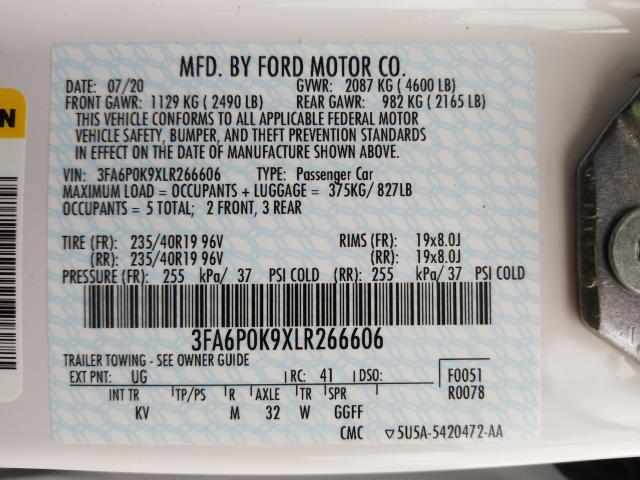 MFD. BY FORD MOTOR CO.
DATE: 07/20 GVWR: 2087 KG ( 4600 LB)
FRONT GAWR: 1129 KG ( 2490 LB) REAR GAWR: 982 KG ( 2165 LB)
THIS VEHICLE CONFORMS TO ALL APPLICABLE FEDERAL MOTOR
VEHICLE SAFETY, BUMPER, AND THEFT PREVENTION STANDARDS
IN EFFECT ON THE DATE OF MANUFACTURE SHOWN ABOVE.
VIN: 3FA6P0K9XLR266606 TYPE: Passenger Car
MAXIMUM LOAD = OCCUPANTS + LUGGAGE = 375KG/ 827LB
OCCUPANTS = 5 TOTAL; 2 FRONT, 3 REAR
TIRE (FR): 235/40R19 96V RIMS (FR): 19x8.0J
(RR): 235/40R19 96V (RR): 19x8.0J
PRESSURE (FR): 255 kPa/ 37 PSI COLD (RR): 255 kPa/ 37 PSI COLD
3FA6P0K9XLR266606
TRAILER TOWING - SEE OWNER GUIDE
EXT PNT: UG RC: 41 DSO: F0051
INT TR TP/PS R AXLE TR SPR R0078
KV M 32 W GGFF
CMC ▽5U5A-5420472-AA
N